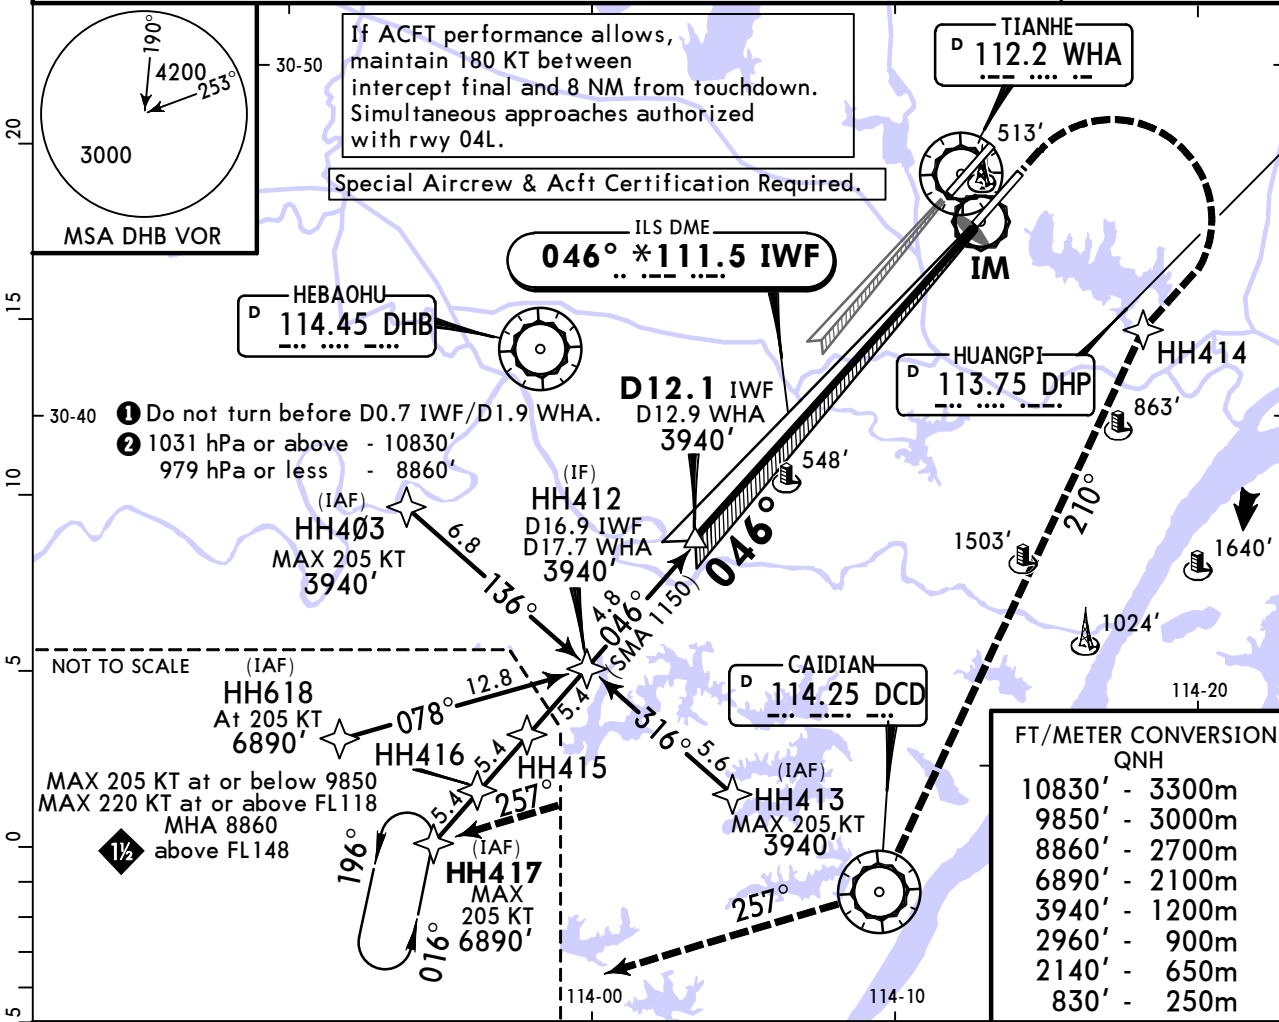 190°
4200
253°
3000
MSA DHB VOR
30-50
If ACFT performance allows,
maintain 180 KT between
intercept final and 8 NM from touchdown.
Simultaneous approaches authorized
with rwy 04L.
Special Aircrew & Acft Certification Required.
TIANHE
D 112.2 WHA
513'
ILS DME
046° *111.5 IWF
IM
HEBAOHU
D 114.45 DHB
HUANGPI
D 113.75 DHP
HH414
863'
D12.1 IWF
D12.9 WHA
3940'
30-40
1 Do not turn before D0.7 IWF/D1.9 WHA.
2 1031 hPa or above - 10830'
979 hPa or less - 8860'
548'
(IAF)
HH4Ø3
MAX 205 KT
3940'
6.8
136°
(IF)
HH412
D16.9 IWF
D17.7 WHA
3940'
046°
4.8
046°
(SMA 1150)
210°
1503'
1640'
1024'
NOT TO SCALE
(IAF)
HH618
At 205 KT
6890'
078°
12.8
5.4
HH415
5.4
HH416
5.4
257°
316°
5.6
(IAF)
HH413
MAX 205 KT
3940'
CAIDIAN
D 114.25 DCD
114-20
MAX 205 KT at or below 9850
MAX 220 KT at or above FL118
MHA 8860
1½ above FL148
196°
016°
(IAF)
HH417
MAX
205 KT
6890'
257°
114-00
114-10
FT/METER CONVERSION
QNH
10830' - 3300m
9850' - 3000m
8860' - 2700m
6890' - 2100m
3940' - 1200m
2960' - 900m
2140' - 650m
830' - 250m
20
15
10
5
0
5